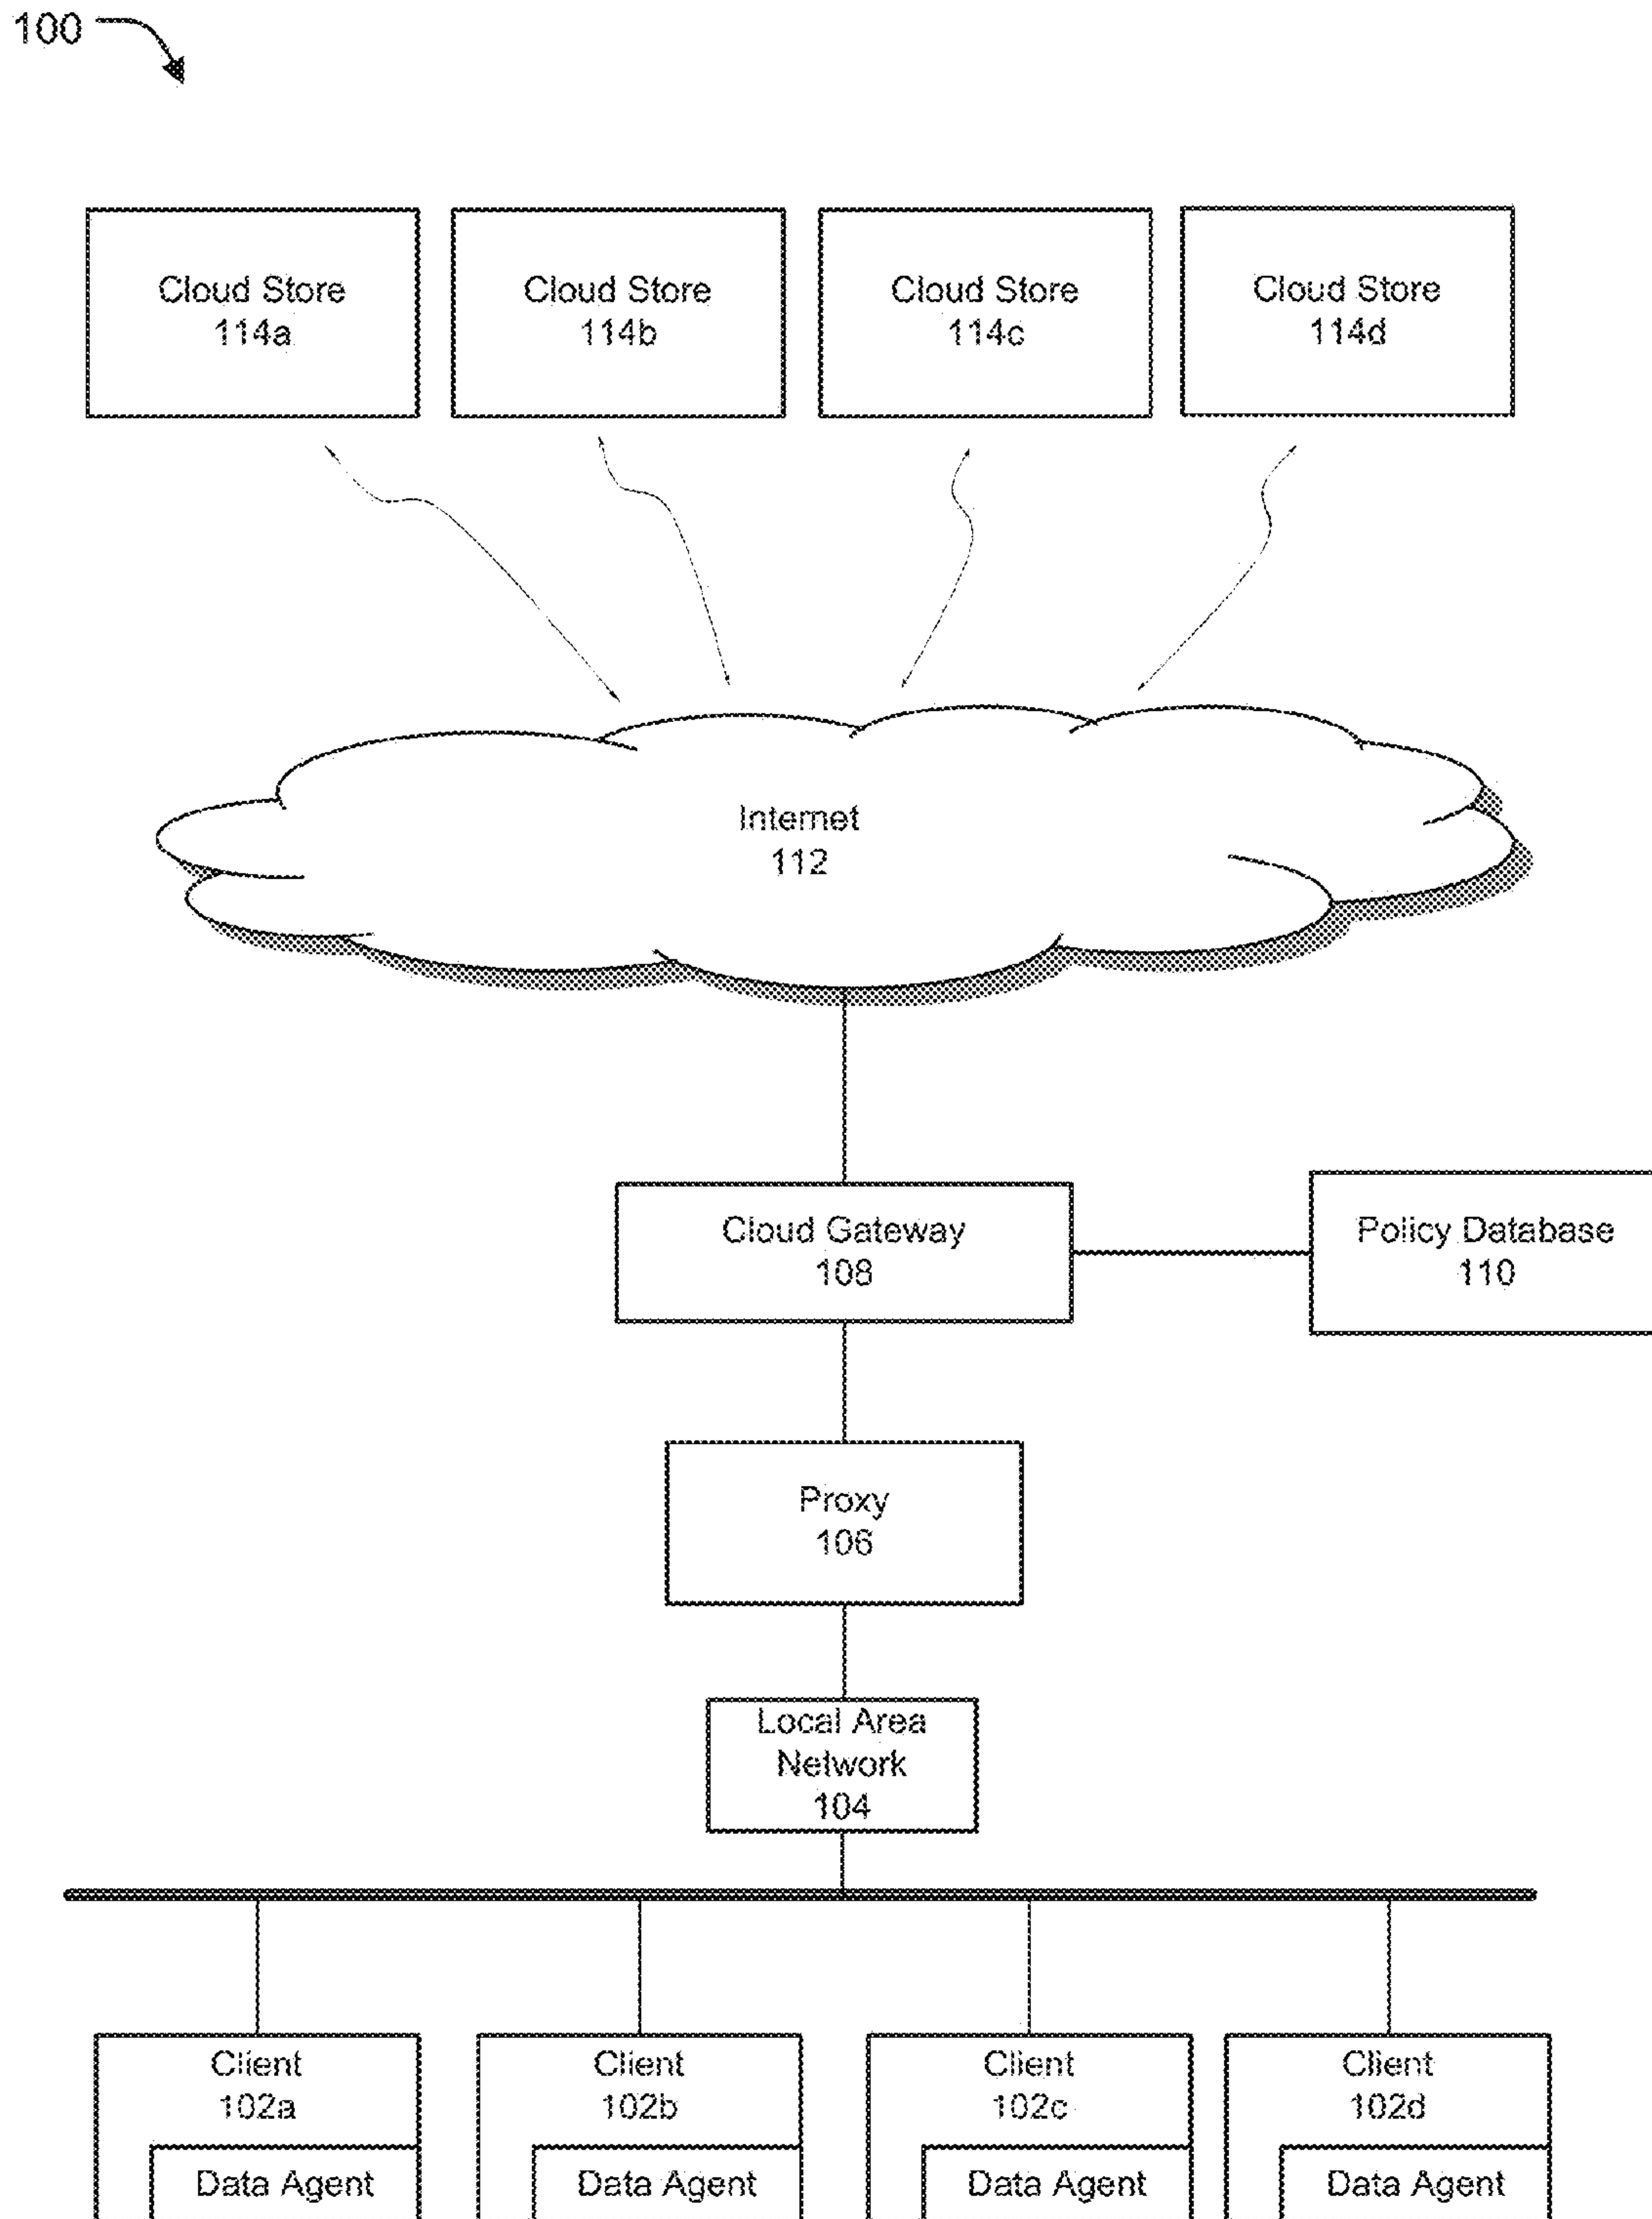 100
Cloud Store
114a
Cloud Store
114b
Cloud Store
114c
Cloud Store
114d
Internet
112
Cloud Gateway
108
Policy Database
110
Proxy
106
Local Area
Network
104
Client
102a
Client
102b
Client
102c
Client
102d
Data Agent
Data Agent
Data Agent
Data Agent